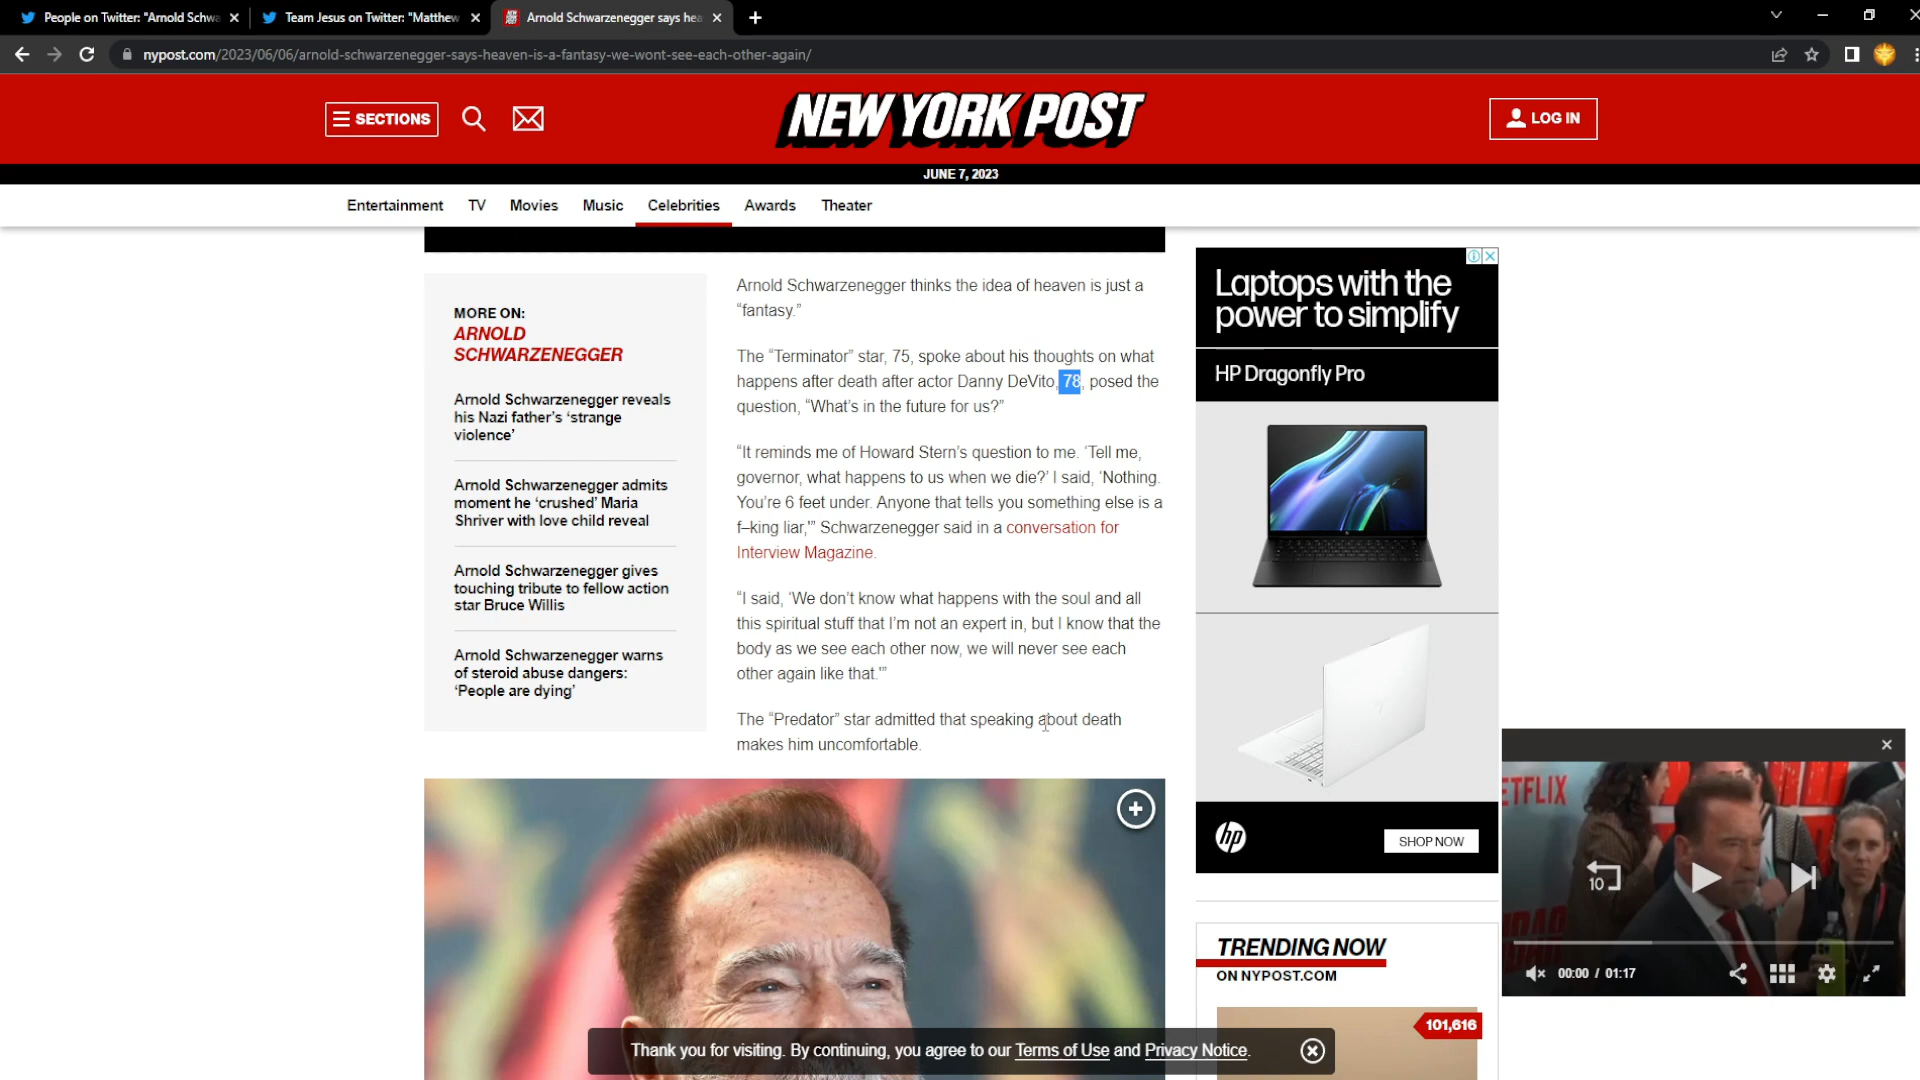 People on Twitter: "Arnold Schwa
Team Jesus on Twitter: "Matthew
Arnold Schwarzenegger says hea
nypost.com/2023/06/06/arnold-schwarzenegger-says-heaven-is-a-fantasy-we-wont-see-each-other-again/
SECTIONS
NEW YORK POST
LOG IN
JUNE 7, 2023
Entertainment TV Movies Music Celebrities Awards Theater
MORE ON:
ARNOLD
SCHWARZENEGGER
Arnold Schwarzenegger reveals
his Nazi father's 'strange
violence'
Arnold Schwarzenegger admits
moment he 'crushed' Maria
Shriver with love child reveal
Arnold Schwarzenegger gives
touching tribute to fellow action
star Bruce Willis
Arnold Schwarzenegger warns
of steroid abuse dangers:
'People are dying'
Arnold Schwarzenegger thinks the idea of heaven is just a
“fantasy.”
The “Terminator” star, 75, spoke about his thoughts on what
happens after death after actor Danny DeVito, 78, posed the
question, “What’s in the future for us?”
“It reminds me of Howard Stern’s question to me. ‘Tell me,
governor, what happens to us when we die?’ I said, ‘Nothing.
You’re 6 feet under. Anyone that tells you something else is a
f–king liar,'” Schwarzenegger said in a conversation for
Interview Magazine.
“I said, ‘We don’t know what happens with the soul and all
this spiritual stuff that I’m not an expert in, but I know that the
body as we see each other now, we will never see each
other again like that.'”
The “Predator” star admitted that speaking about death
makes him uncomfortable.
Laptops with the
power to simplify
HP Dragonfly Pro
hp
SHOP NOW
TRENDING NOW
ON NYPOST.COM
101,616
ETFLIX
10
00:00 / 01:17
Thank you for visiting. By continuing, you agree to our Terms of Use and Privacy Notice.